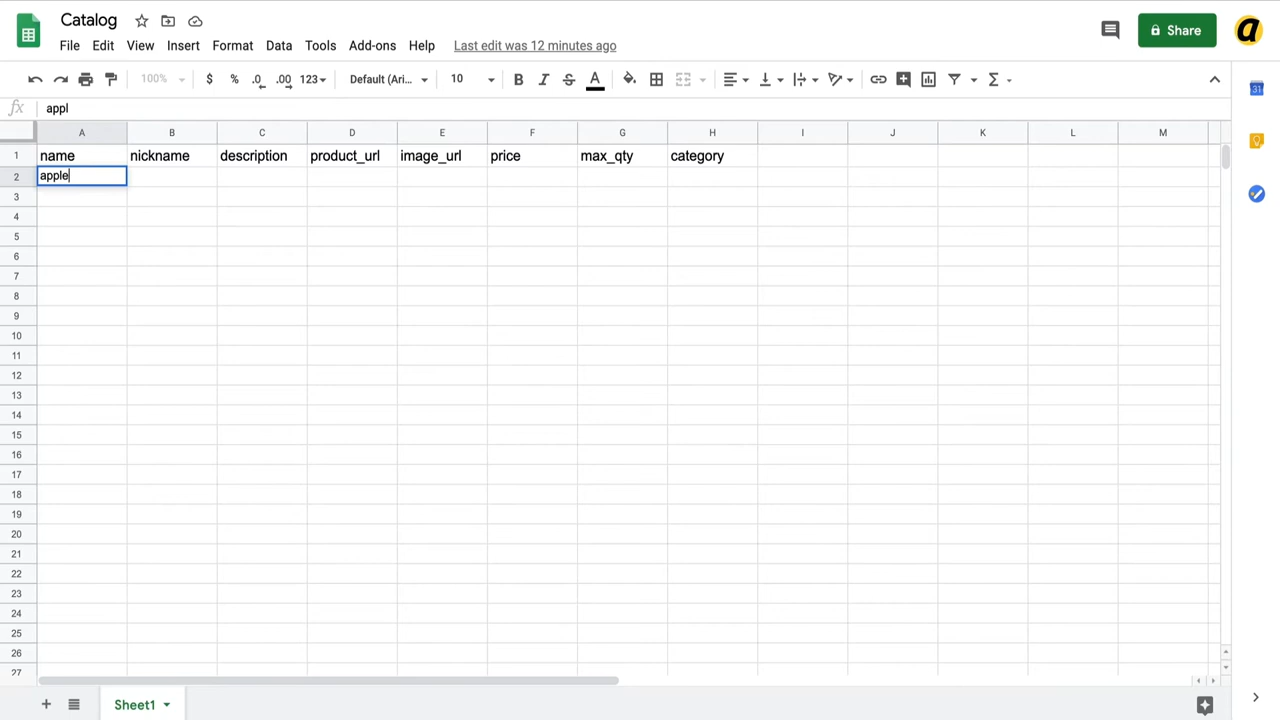 Catalog
File Edit View Insert Format Data Tools Add-ons Help Last edit was 12 minutes ago
Share
a
100% $ % .0 .00 123 Default (Ari... 10 B I S A
31
fx appl
A B C D E F G H I J K L M
1 name nickname description product_url image_url price max_qty category
2 apple
3
4
5
6
7
8
9
10
11
12
13
14
15
16
17
18
19
20
21
22
23
24
25
26
27
Sheet1